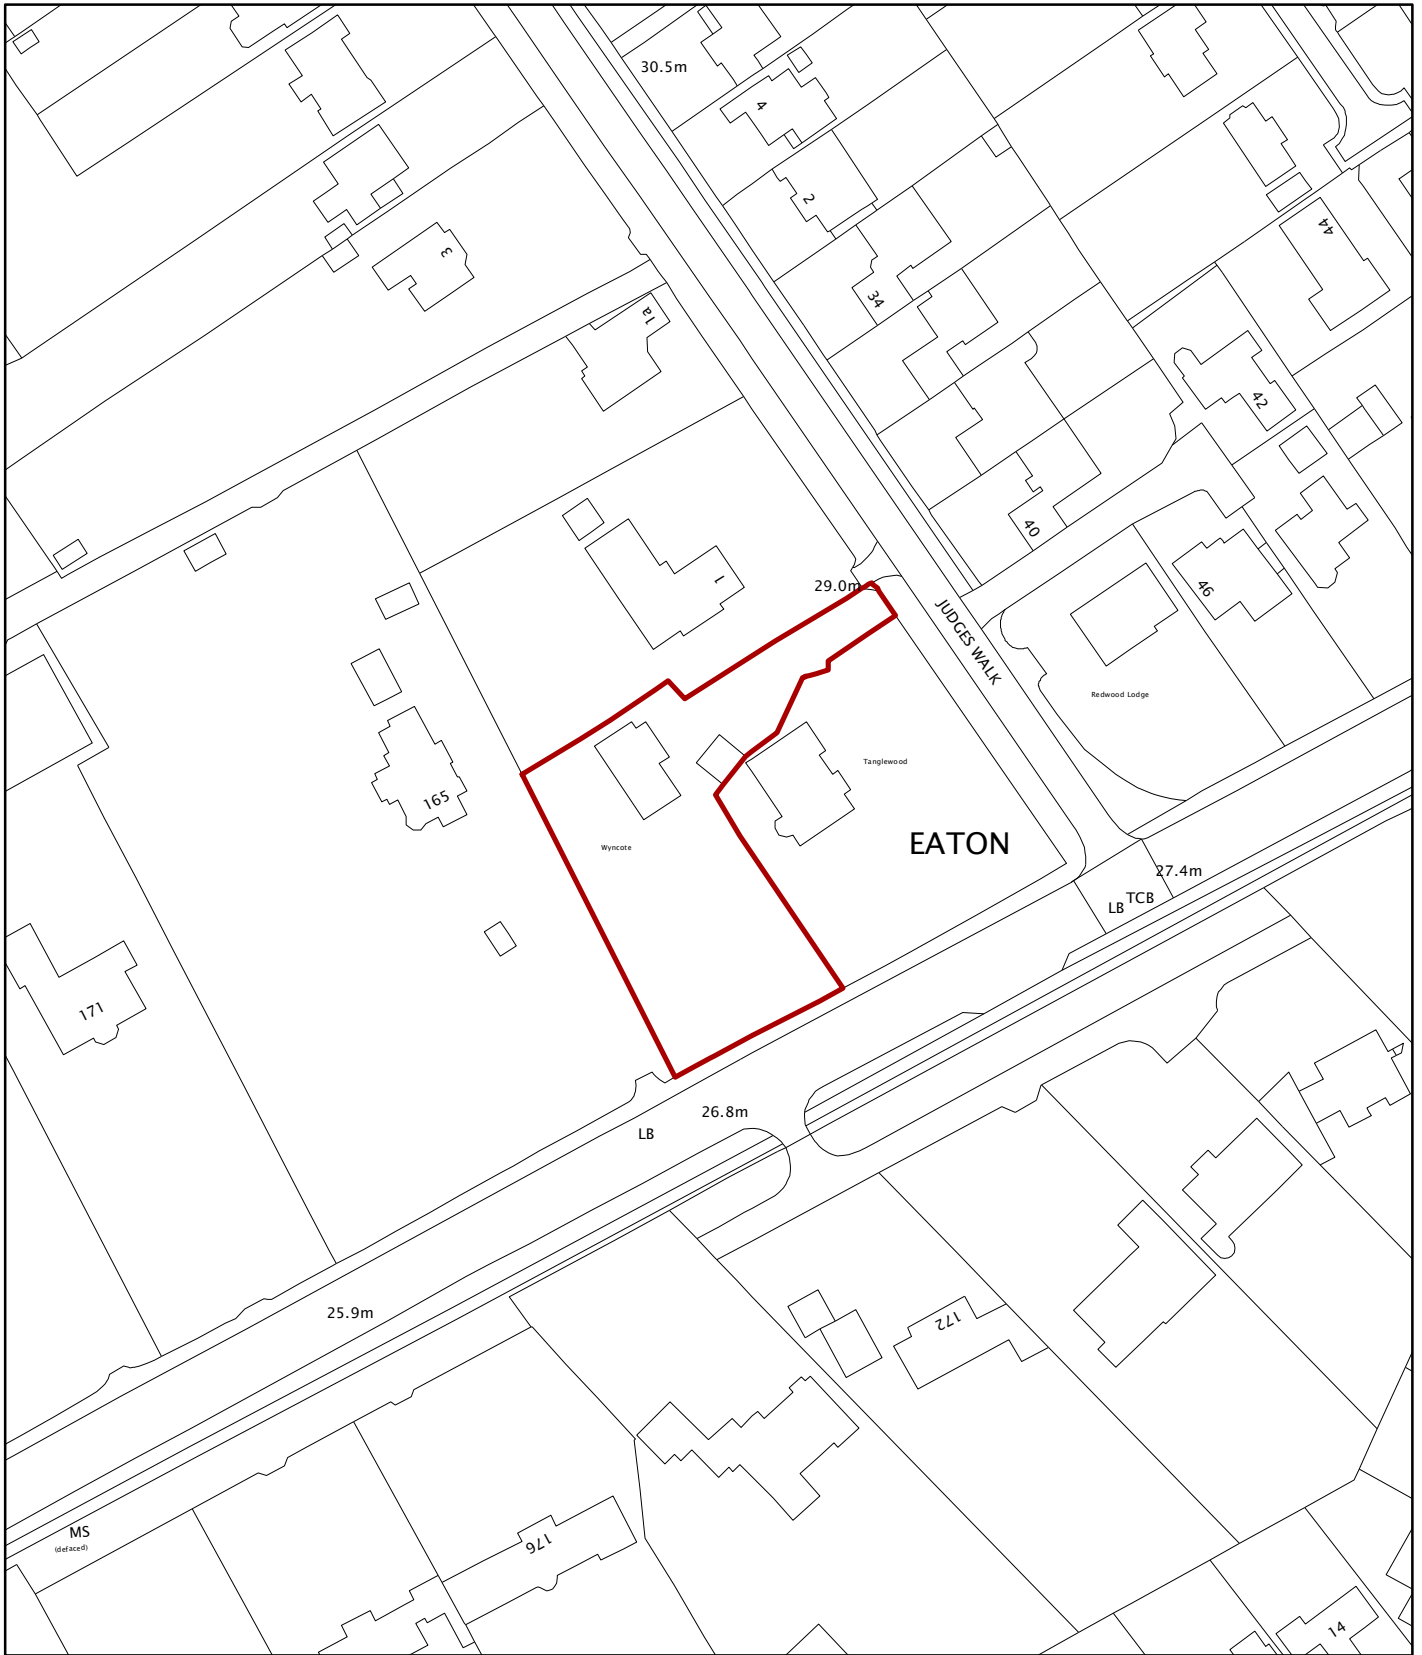 30.5m
4
2
3
44
34
1a
42
40
1
29.0m
46
JUDGES WALK
Redwood Lodge
Tanglewood
165
Wyncote
EATON
27.4m
TCB
LB
171
26.8m
LB
25.9m
172
MS
(defaced)
176
14